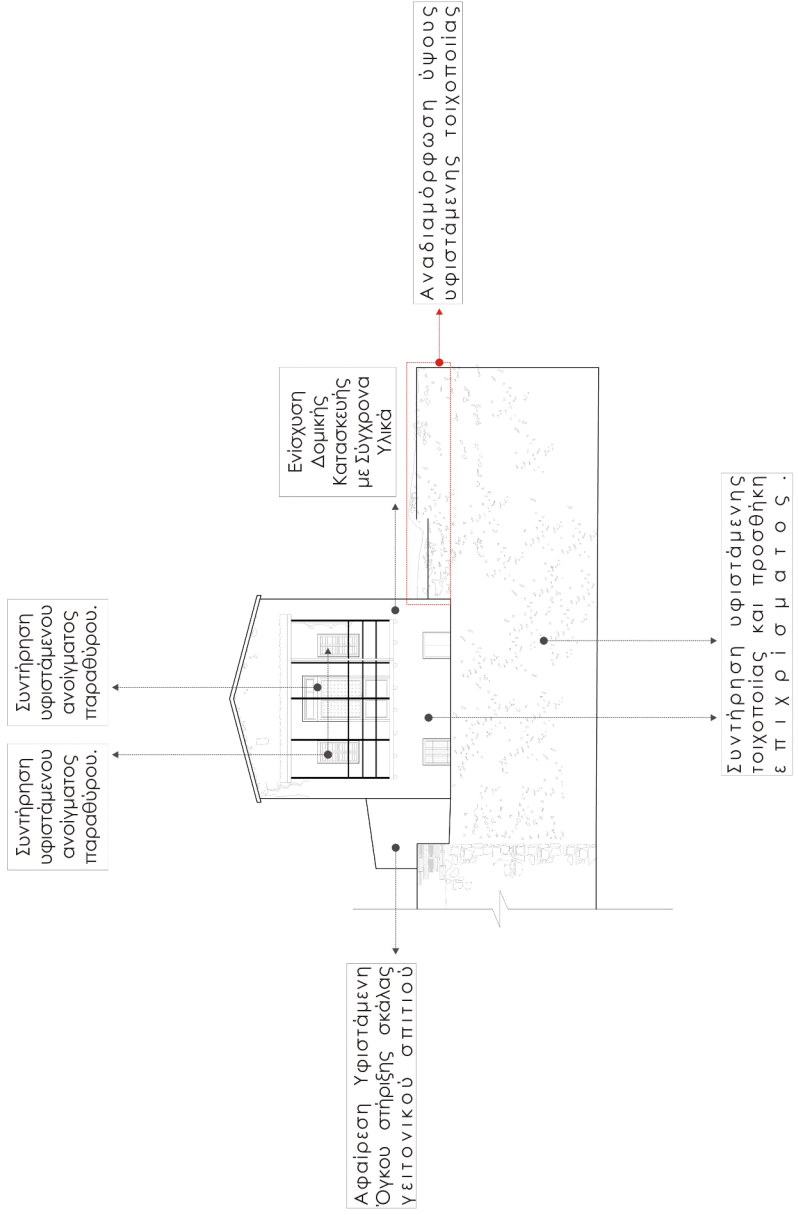 Συντήρηση
υφιστάμενου
ανοίγματος
παραθύρου.
Συντήρηση
υφιστάμενου
ανοίγματος
παραθύρου.
Αφαίρεση Υφιστάμενη
Όγκου στήριξης σκάλας
γειτονικού σπιτιού
Ενίσχυση
Δομικής
Κατασκευής
με Σύγχρονα
Υλικά
Αναδιαμόρφωση ύψους
υφιστάμενης τοιχοποιίας
Συντήρηση υφιστάμενης
τοιχοποιίας και προσθήκη
επιχρίσματος.